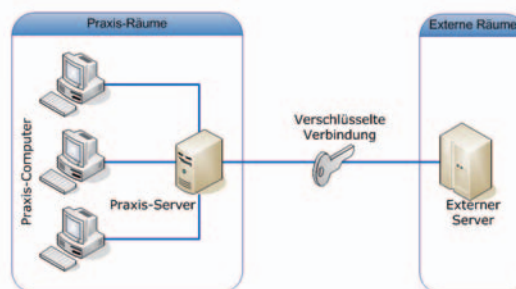 Praxis-Räume
Externe Räume
Praxis-Computer
Praxis-Server
Verschlüsselte
Verbindung
Externer
Server